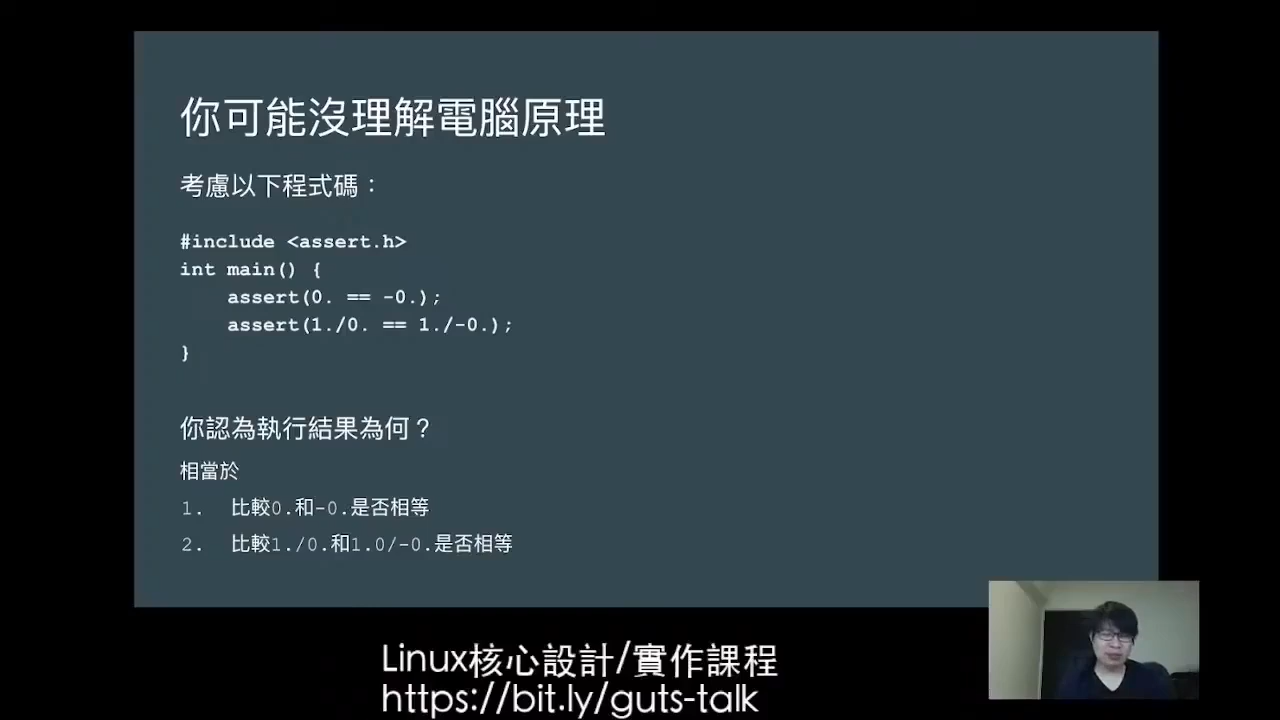 你可能沒理解電腦原理
考慮以下程式碼：
#include <assert.h>
int main() {
    assert(0. == -0.);
    assert(1./0. == 1./-0.);
}
你認為執行結果為何？
相當於
1. 比較0.和-0.是否相等
2. 比較1./0.和1.0/-0.是否相等
Linux核心設計/實作課程
https://bit.ly/guts-talk